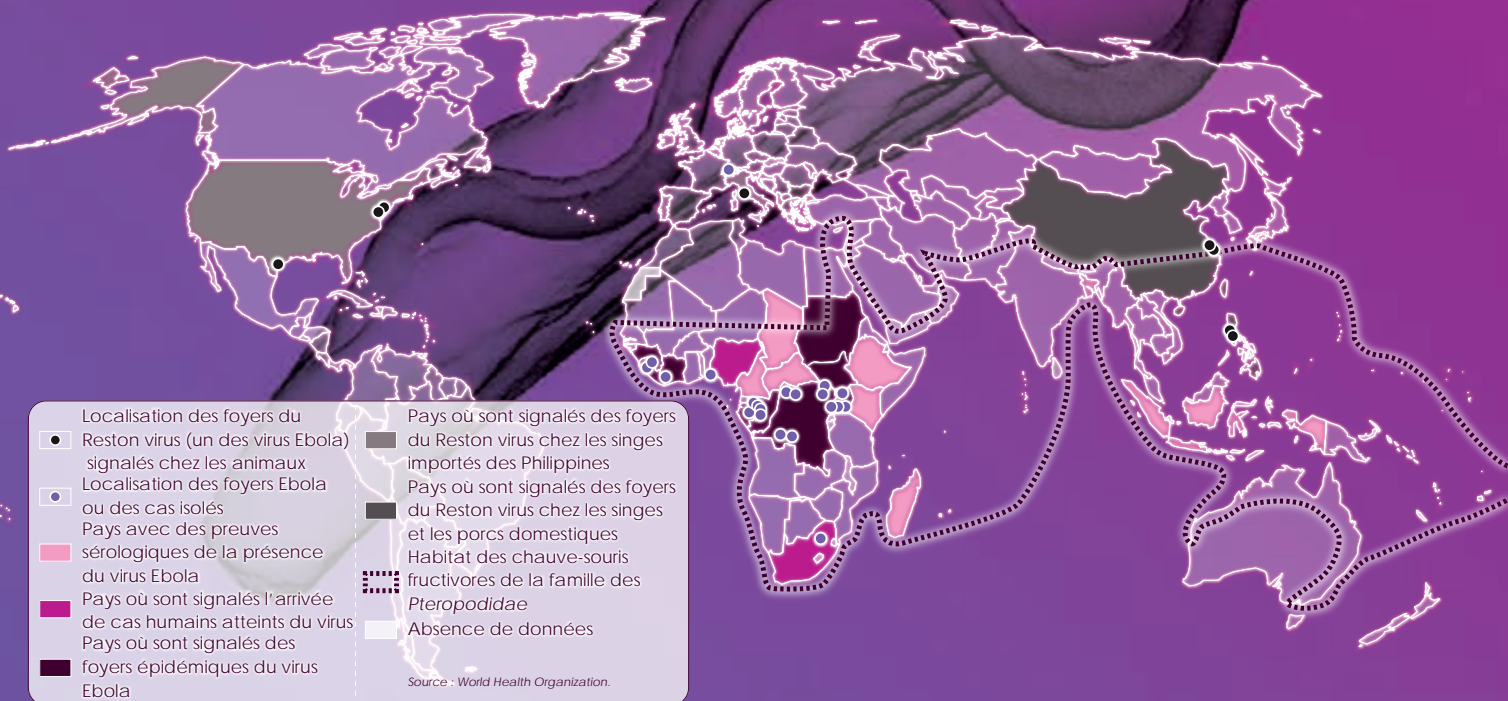 Localisation des foyers du
Reston virus (un des virus Ebola)
signalés chez les animaux
Localisation des foyers Ebola
ou des cas isolés
Pays avec des preuves
sérologiques de la présence
du virus Ebola
Pays où sont signalés l'arrivée
de cas humains atteints du virus
Pays où sont signalés des
foyers épidémiques du virus
Ebola
Pays où sont signalés des foyers
du Reston virus chez les singes
importés des Philippines
Pays où sont signalés des foyers
du Reston virus chez les singes
et les porcs domestiques
Habitat des chauve-souris
fructivores de la famille des
Pteropodidae
Absence de données
Source : World Health Organization.